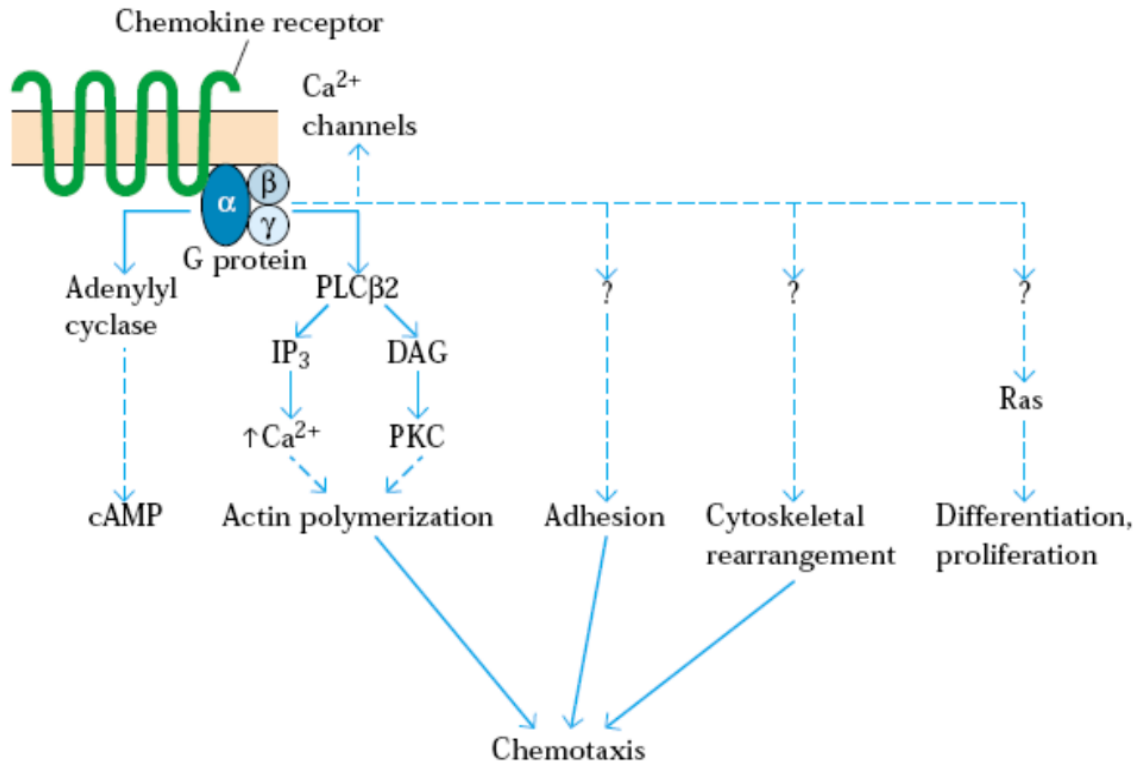 Chemokine receptor
Ca²⁺
channels
α
β
γ
G protein
Adenylyl
cyclase
PLCβ2
?
?
?
IP₃
DAG
Ras
↑Ca²⁺
PKC
cAMP
Actin polymerization
Adhesion
Cytoskeletal
rearrangement
Differentiation,
proliferation
Chemotaxis